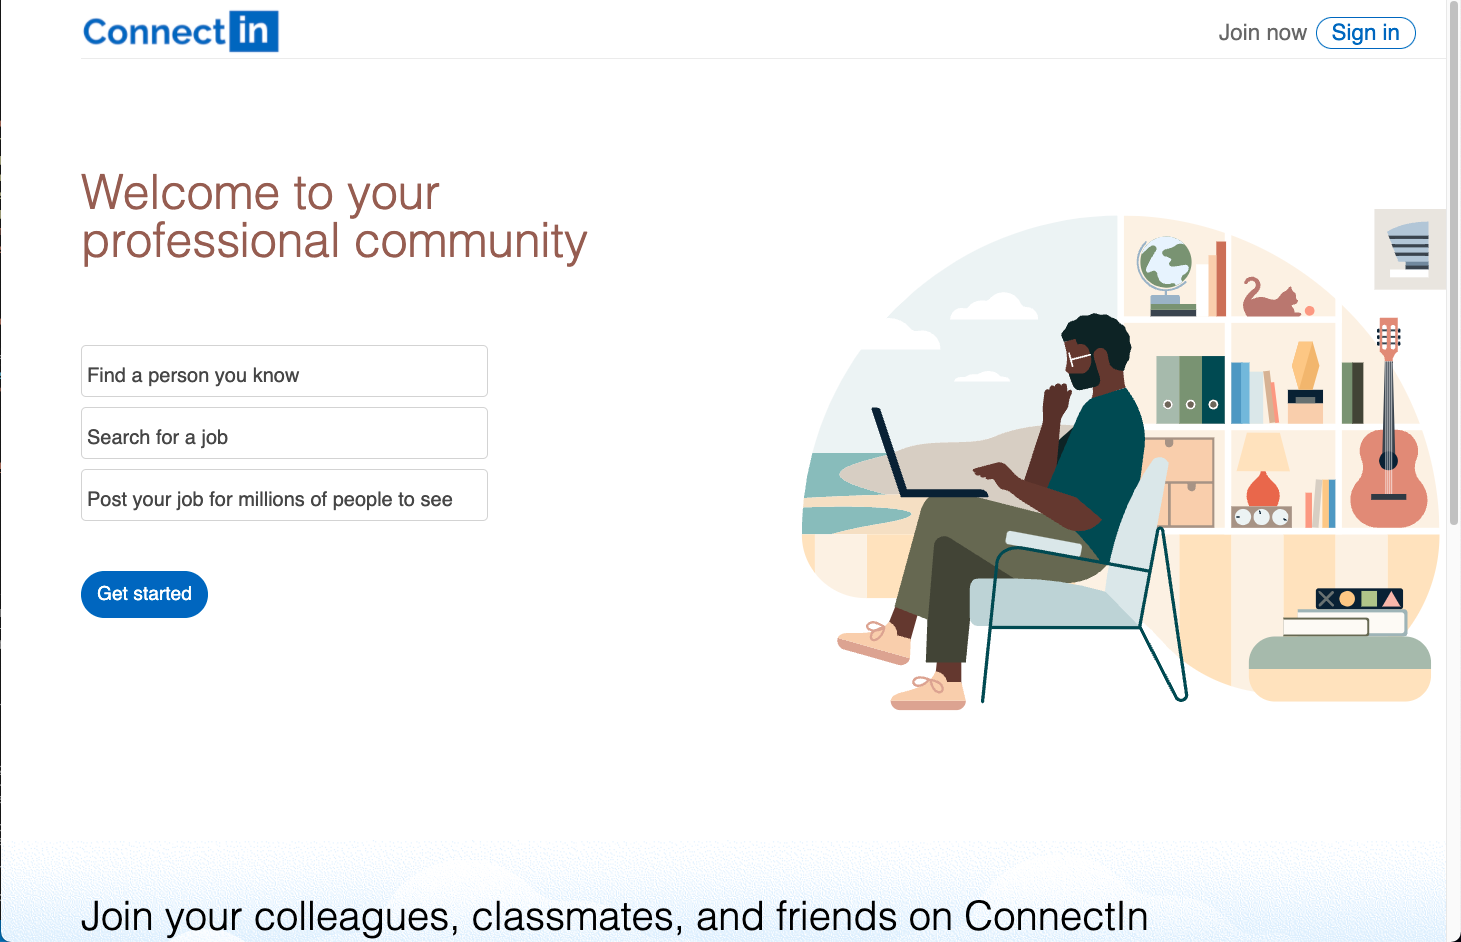 Connect in
Join now
Sign in
Welcome to your
professional community
Find a person you know
Search for a job
Post your job for millions of people to see
Get started
Join your colleagues, classmates, and friends on ConnectIn